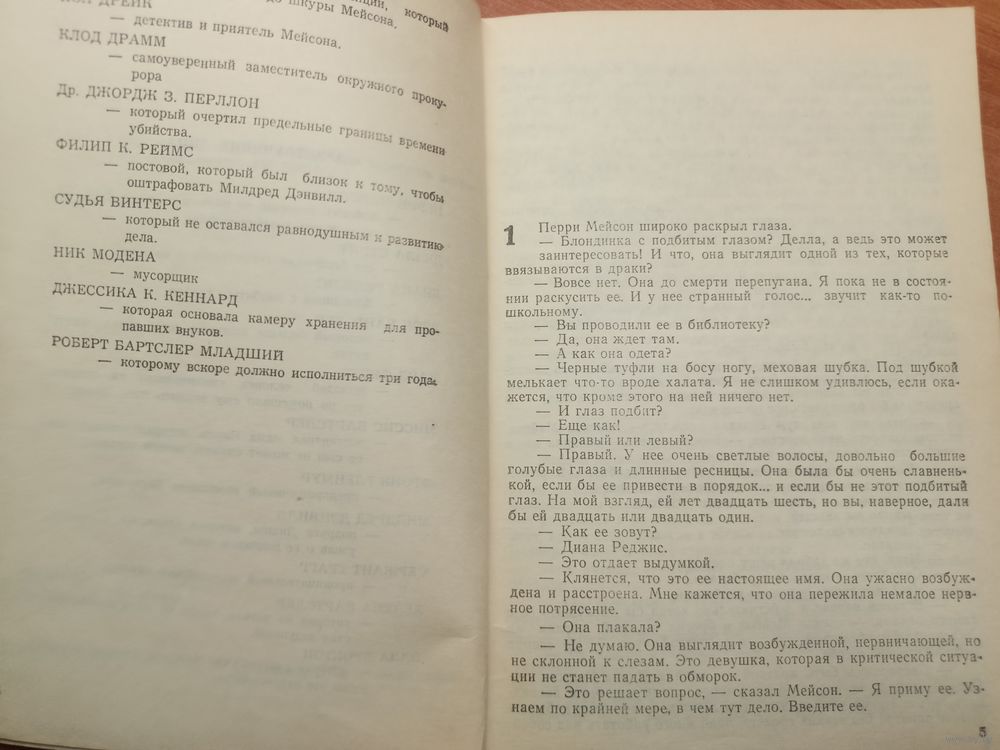 ции, который
до шкуры Мейсона.
ДРЕЙК
— детектив и приятель Мейсона.
КЛОД ДРАММ
— самоуверенный заместитель окружного проку-
рора
Др. ДЖОРДЖ З. ПЕРЛЛОН
— который очертил предельные границы времени
убийства.
ФИЛИП К. РЕЙМС
— постовой, который был близок к тому, чтобы
оштрафовать Милдред Дэнвилл.
СУДЬЯ ВИНТЕРС
— который не оставался равнодушным к развитию
дела.
НИК МОДЕНА
— мусорщик
ДЖЕССИКА К. КЕННАРД
— которая основала камеру хранения для про-
павших внуков.
РОБЕРТ БАРТСЛЕР МЛАДШИЙ
— которому вскоре должно исполниться три года.
1 Перри Мейсон широко раскрыл глаза.
— Блондинка с подбитым глазом? Делла, а ведь это может
заинтересовать! И что, она выглядит одной из тех, которые
ввязываются в драки?
— Вовсе нет. Она до смерти перепугана. Я пока не в состоя-
нии раскусить ее. И у нее странный голос... звучит как-то по-
школьному.
— Вы проводили ее в библиотеку?
— Да, она ждет там.
— А как она одета?
— Черные туфли на босу ногу, меховая шубка. Под шубкой
мелькает что-то вроде халата. Я не слишком удивлюсь, если ока-
жется, что кроме этого на ней ничего нет.
— И глаз подбит?
— Еще как!
— Правый или левый?
— Правый. У нее очень светлые волосы, довольно большие
голубые глаза и длинные ресницы. Она была бы очень славнень-
кой, если бы ее привести в порядок... и если бы не этот подбитый
глаз. На мой взгляд, ей лет двадцать шесть, но вы, наверное, дали
бы ей двадцать или двадцать один.
— Как ее зовут?
— Диана Реджис.
— Это отдает выдумкой.
— Клянется, что это ее настоящее имя. Она ужасно возбуж-
дена и расстроена. Мне кажется, что она пережила немалое нерв-
ное потрясение.
— Она плакала?
— Не думаю. Она выглядит возбужденной, нервничающей, но
не склонной к слезам. Это девушка, которая в критической ситуа-
ции не станет падать в обморок.
— Это решает вопрос, — сказал Мейсон. — Я приму ее. Уз-
наем по крайней мере, в чем тут дело. Введите ее.
5